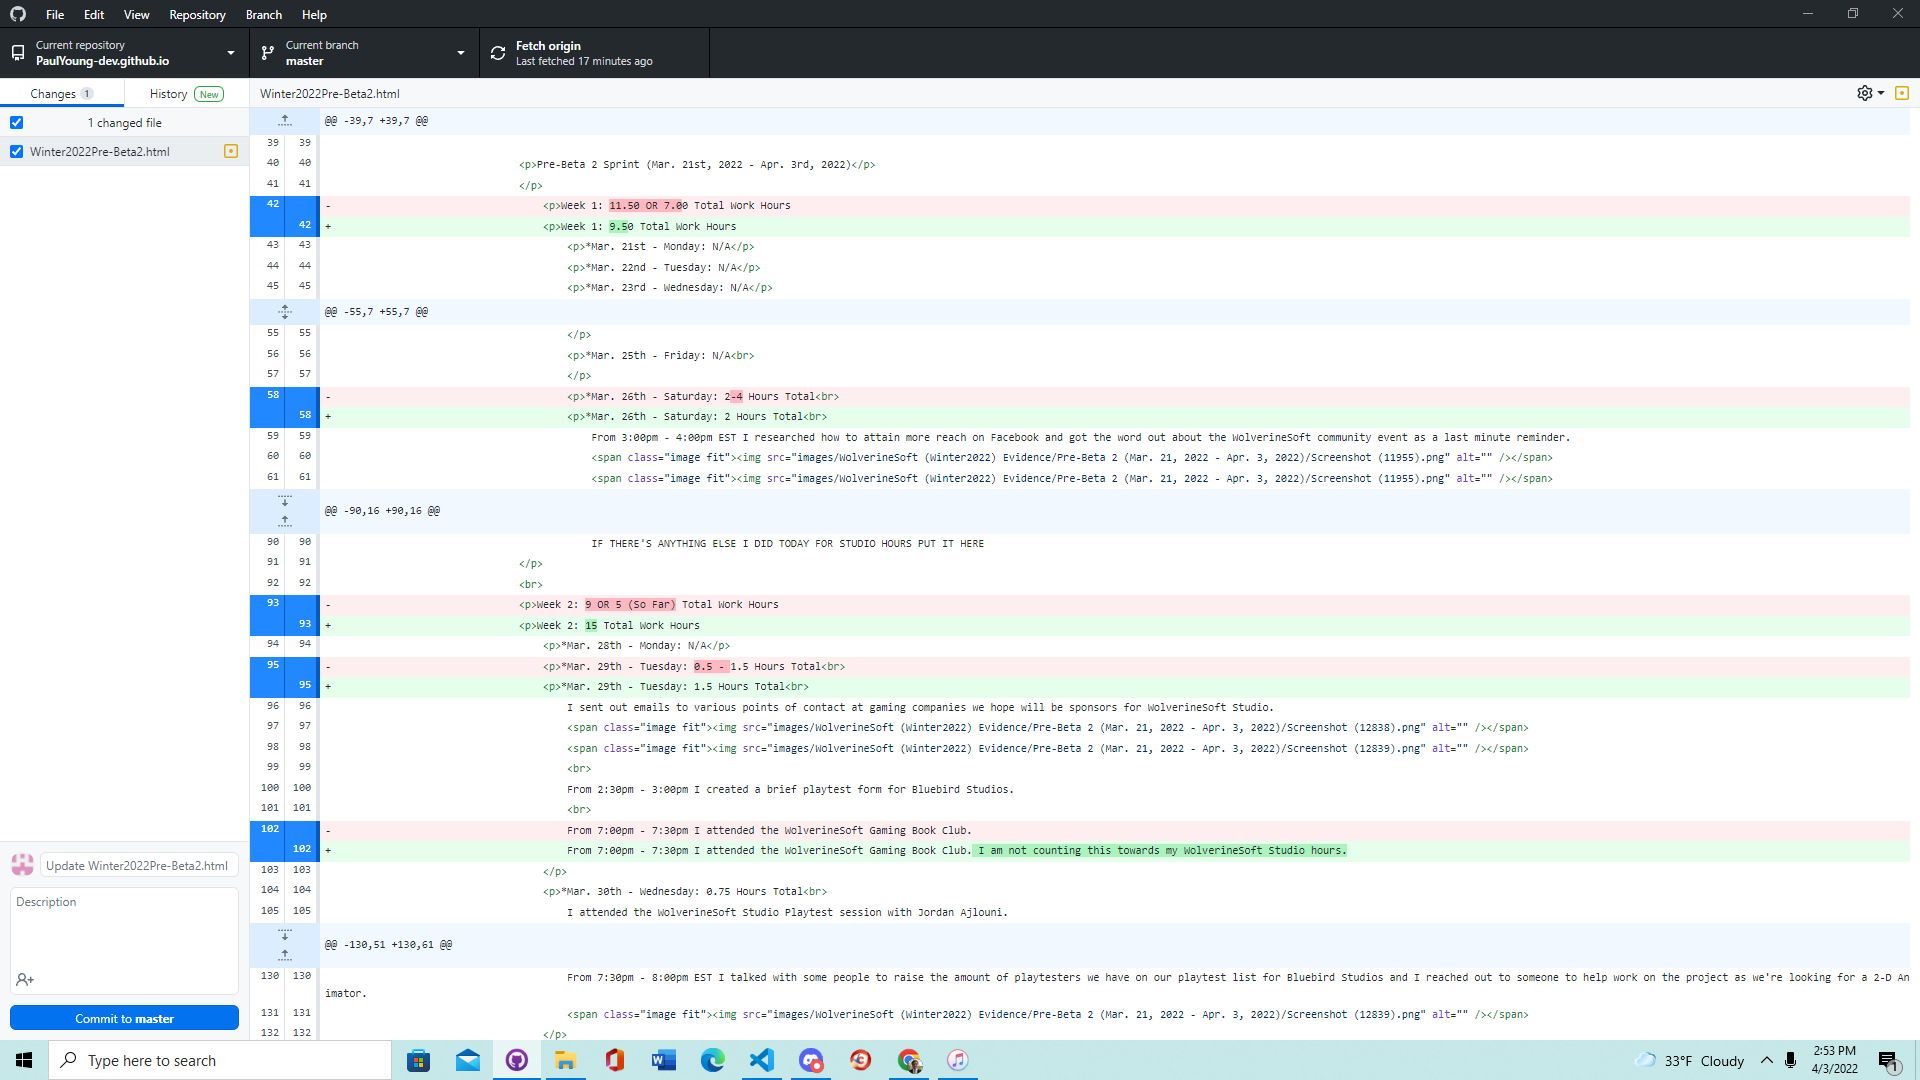 File Edit View Repository Branch Help
Current repository
PaulYoung-dev.github.io
Current branch
master
Fetch origin
Last fetched 17 minutes ago
Changes 1 History New
Winter2022Pre-Beta2.html
1 changed file
Winter2022Pre-Beta2.html
@@ -39,7 +39,7 @@
39 39
40 40 <p>Pre-Beta 2 Sprint (Mar. 21st, 2022 - Apr. 3rd, 2022)</p>
41 41 </p>
42 - <p>Week 1: 11.50 OR 7.00 Total Work Hours
42 + <p>Week 1: 9.50 Total Work Hours
43 43 <p>*Mar. 21st - Monday: N/A</p>
44 44 <p>*Mar. 22nd - Tuesday: N/A</p>
45 45 <p>*Mar. 23rd - Wednesday: N/A</p>
@@ -55,7 +55,7 @@
55 55 </p>
56 56 <p>*Mar. 25th - Friday: N/A<br>
57 57 </p>
58 - <p>*Mar. 26th - Saturday: 2-4 Hours Total<br>
58 + <p>*Mar. 26th - Saturday: 2 Hours Total<br>
59 59 From 3:00pm - 4:00pm EST I researched how to attain more reach on Facebook and got the word out about the WolverineSoft community event as a last minute reminder.
60 60 <span class="image fit"><img src="images/WolverineSoft (Winter2022) Evidence/Pre-Beta 2 (Mar. 21, 2022 - Apr. 3, 2022)/Screenshot (11955).png" alt="" /></span>
61 61 <span class="image fit"><img src="images/WolverineSoft (Winter2022) Evidence/Pre-Beta 2 (Mar. 21, 2022 - Apr. 3, 2022)/Screenshot (11955).png" alt="" /></span>
@@ -90,16 +90,16 @@
90 90 IF THERE'S ANYTHING ELSE I DID TODAY FOR STUDIO HOURS PUT IT HERE
91 91 </p>
92 92 <br>
93 - <p>Week 2: 9 OR 5 (So Far) Total Work Hours
93 + <p>Week 2: 15 Total Work Hours
94 94 <p>*Mar. 28th - Monday: N/A</p>
95 - <p>*Mar. 29th - Tuesday: 0.5 - 1.5 Hours Total<br>
95 + <p>*Mar. 29th - Tuesday: 1.5 Hours Total<br>
96 96 I sent out emails to various points of contact at gaming companies we hope will be sponsors for WolverineSoft Studio.
97 97 <span class="image fit"><img src="images/WolverineSoft (Winter2022) Evidence/Pre-Beta 2 (Mar. 21, 2022 - Apr. 3, 2022)/Screenshot (12838).png" alt="" /></span>
98 98 <span class="image fit"><img src="images/WolverineSoft (Winter2022) Evidence/Pre-Beta 2 (Mar. 21, 2022 - Apr. 3, 2022)/Screenshot (12839).png" alt="" /></span>
99 99 <br>
100 100 From 2:30pm - 3:00pm I created a brief playtest form for Bluebird Studios.
101 101 <br>
102 - From 7:00pm - 7:30pm I attended the WolverineSoft Gaming Book Club.
102 + From 7:00pm - 7:30pm I attended the WolverineSoft Gaming Book Club. I am not counting this towards my WolverineSoft Studio hours.
103 103 </p>
104 104 <p>*Mar. 30th - Wednesday: 0.75 Hours Total<br>
105 105 I attended the WolverineSoft Studio Playtest session with Jordan Ajlouni.
@@ -130,51 +130,61 @@
130 130 From 7:30pm - 8:00pm EST I talked with some people to raise the amount of playtesters we have on our playtest list for Bluebird Studios and I reached out to someone to help work on the project as we're looking for a 2-D An
imator.
131 131 <span class="image fit"><img src="images/WolverineSoft (Winter2022) Evidence/Pre-Beta 2 (Mar. 21, 2022 - Apr. 3, 2022)/Screenshot (12839).png" alt="" /></span>
132 132 </p>
Update Winter2022Pre-Beta2.html
Description
Commit to master
Type here to search
33°F Cloudy
2:53 PM
4/3/2022
1